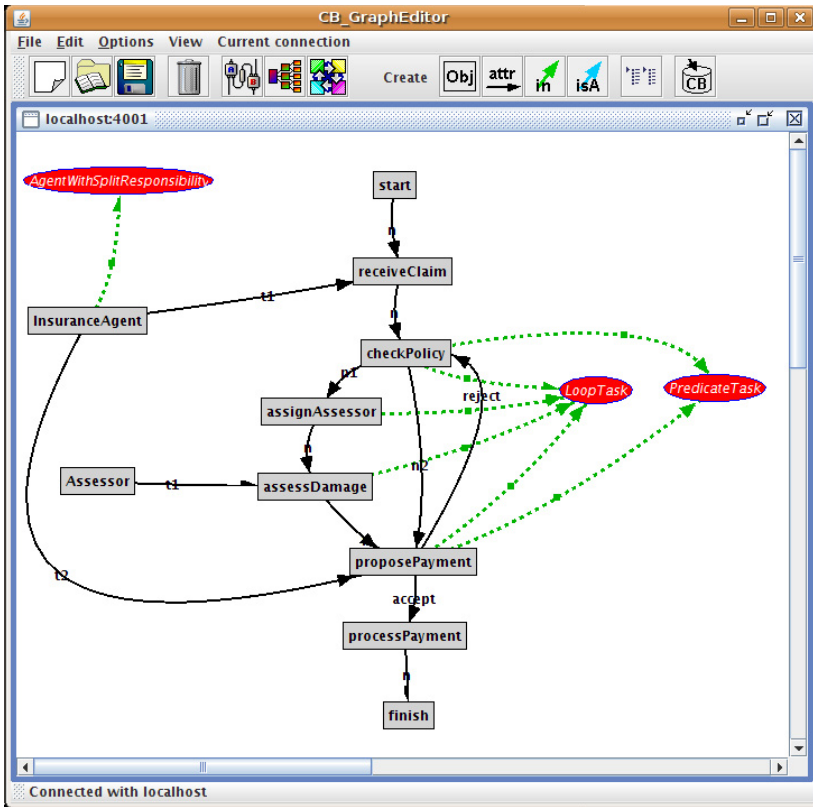 CB_GraphEditor
File Edit Options View Current connection
Create Obj attr in isA CB
localhost:4001
AgentWithSplitResponsibility
start
n
receiveClaim
t1
n
InsuranceAgent
checkPolicy
n1
reject
LoopTask
PredicateTask
assignAssessor
n
n2
Assessor
t1
assessDamage
proposePayment
t2
accept
processPayment
n
finish
Connected with localhost